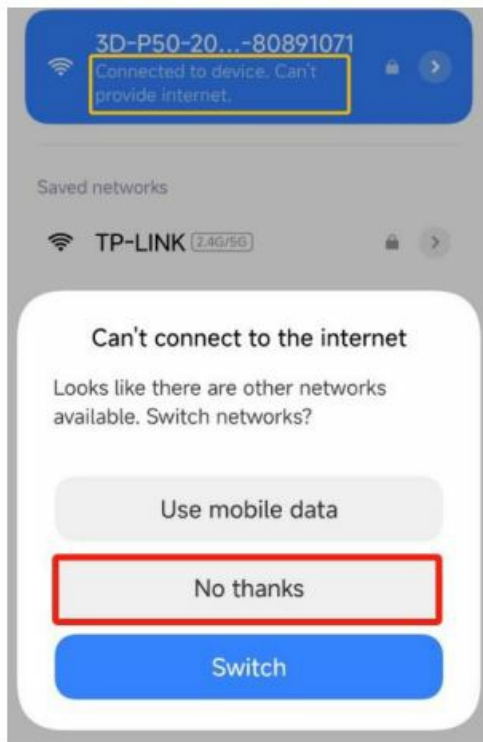 3D-P50-20...-80891071
Connected to device. Can't
provide internet.
Saved networks
TP-LINK 2.4G/5G
Can't connect to the internet
Looks like there are other networks
available. Switch networks?
Use mobile data
No thanks
Switch